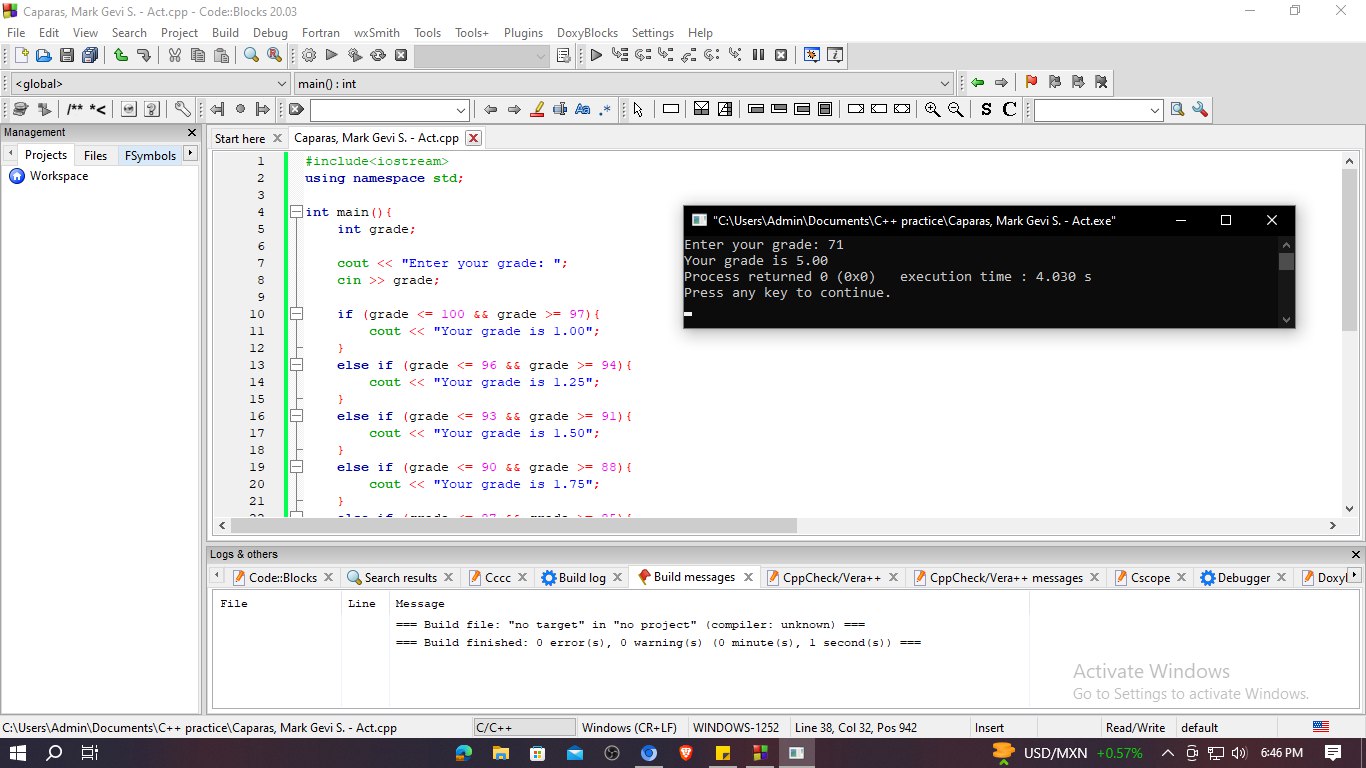 Caparas, Mark Gevi S. - Act.cpp - Code::Blocks 20.03
File Edit View Search Project Build Debug Fortran wxSmith Tools Tools+ Plugins DoxyBlocks Settings Help
<global> main() : int
/** *<
Aa .*
S C
Management
Projects Files FSymbols
Workspace
Start here Caparas, Mark Gevi S. - Act.cpp
1 #include<iostream>
2 using namespace std;
3
4 int main(){
5 int grade;
6
7 cout << "Enter your grade: ";
8 cin >> grade;
9
10 if (grade <= 100 && grade >= 97){
11 cout << "Your grade is 1.00";
12 }
13 else if (grade <= 96 && grade >= 94){
14 cout << "Your grade is 1.25";
15 }
16 else if (grade <= 93 && grade >= 91){
17 cout << "Your grade is 1.50";
18 }
19 else if (grade <= 90 && grade >= 88){
20 cout << "Your grade is 1.75";
21 }
22 else if (grade <= 87 && grade >= 85){
"C:\Users\Admin\Documents\C++ practice\Caparas, Mark Gevi S. - Act.exe"
Enter your grade: 71
Your grade is 5.00
Process returned 0 (0x0) execution time : 4.030 s
Press any key to continue.
Logs & others
Code::Blocks Search results Cccc Build log Build messages CppCheck/Vera++ CppCheck/Vera++ messages Cscope Debugger Doxyl
File Line Message
=== Build file: "no target" in "no project" (compiler: unknown) ===
=== Build finished: 0 error(s), 0 warning(s) (0 minute(s), 1 second(s)) ===
Activate Windows
Go to Settings to activate Windows.
C:\Users\Admin\Documents\C++ practice\Caparas, Mark Gevi S. - Act.cpp C/C++ Windows (CR+LF) WINDOWS-1252 Line 38, Col 32, Pos 942 Insert Read/Write default
USD/MXN +0.57% 6:46 PM